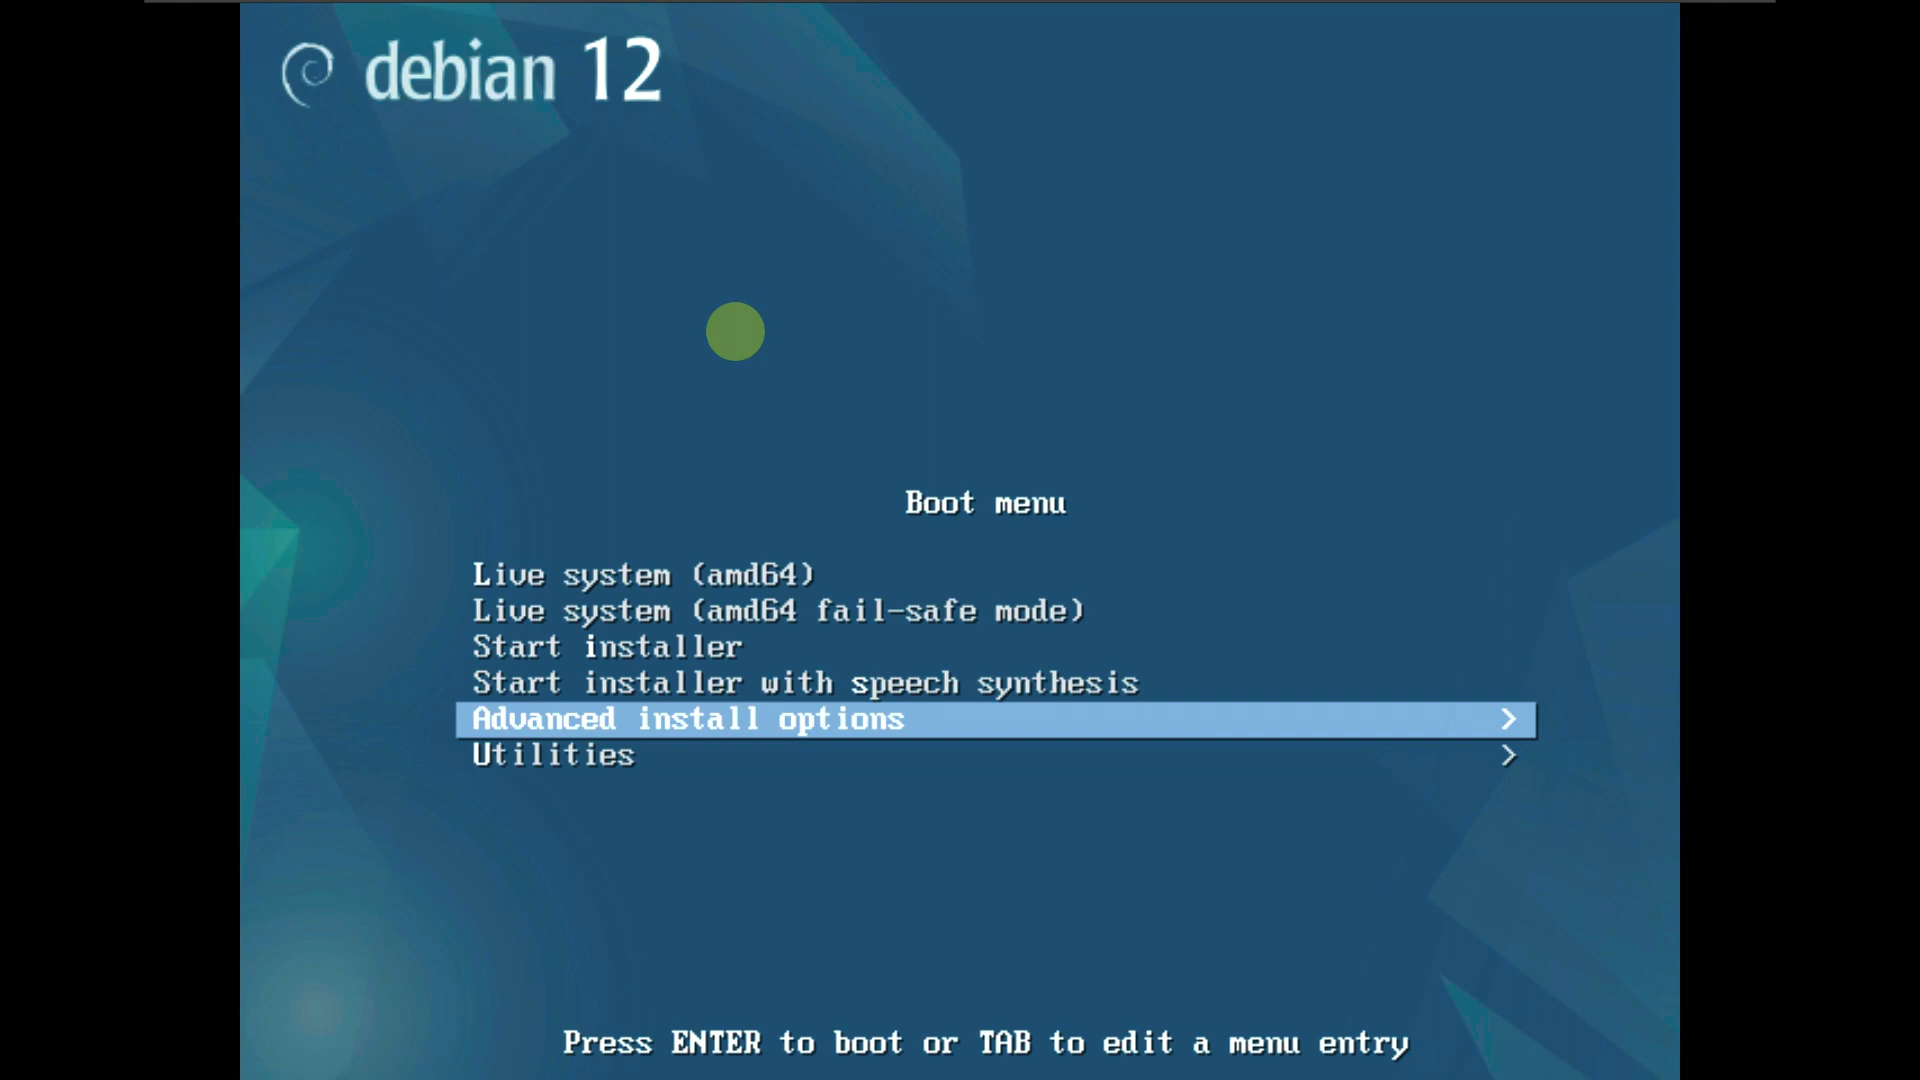 debian 12
Boot menu
Live system (amd64)
Live system (amd64 fail-safe mode)
Start installer
Start installer with speech synthesis
Advanced install options >
Utilities >
Press ENTER to boot or TAB to edit a menu entry